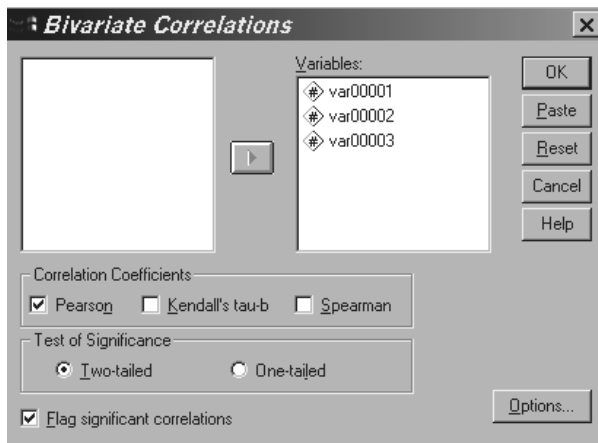 Bivariate Correlations
Variables:
# var00001
# var00002
# var00003
OK
Paste
Reset
Cancel
Help
Correlation Coefficients
Pearson Kendall's tau-b Spearman
Test of Significance
Two-tailed One-tailed
Flag significant correlations
Options...